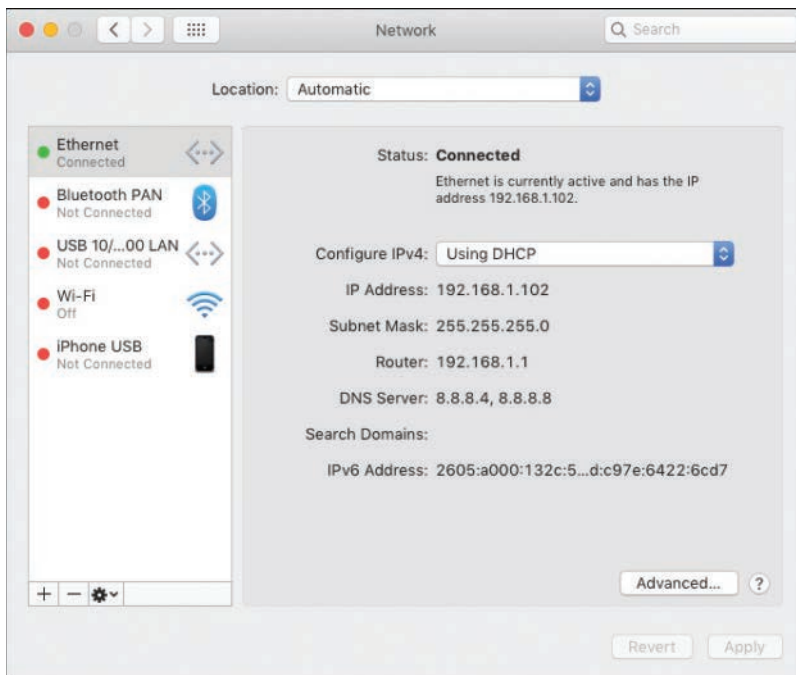 Network
Search
Location: Automatic
Ethernet
Connected
Bluetooth PAN
Not Connected
USB 10/...00 LAN
Not Connected
Wi-Fi
Off
iPhone USB
Not Connected
Status: Connected
Ethernet is currently active and has the IP
address 192.168.1.102.
Configure IPv4: Using DHCP
IP Address: 192.168.1.102
Subnet Mask: 255.255.255.0
Router: 192.168.1.1
DNS Server: 8.8.8.4, 8.8.8.8
Search Domains:
IPv6 Address: 2605:a000:132c:5...d:c97e:6422:6cd7
Advanced...
?
Revert
Apply